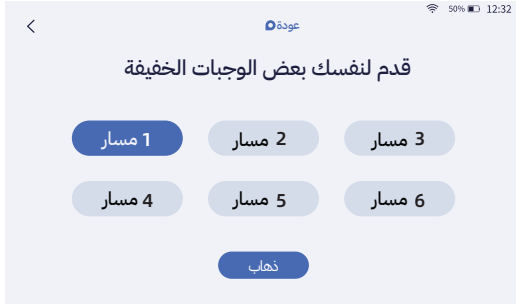 50% 12:32
عودة
قدم لنفسك بعض الوجبات الخفيفة
مسار 1 مسار 2 مسار 3
مسار 4 مسار 5 مسار 6
ذهاب